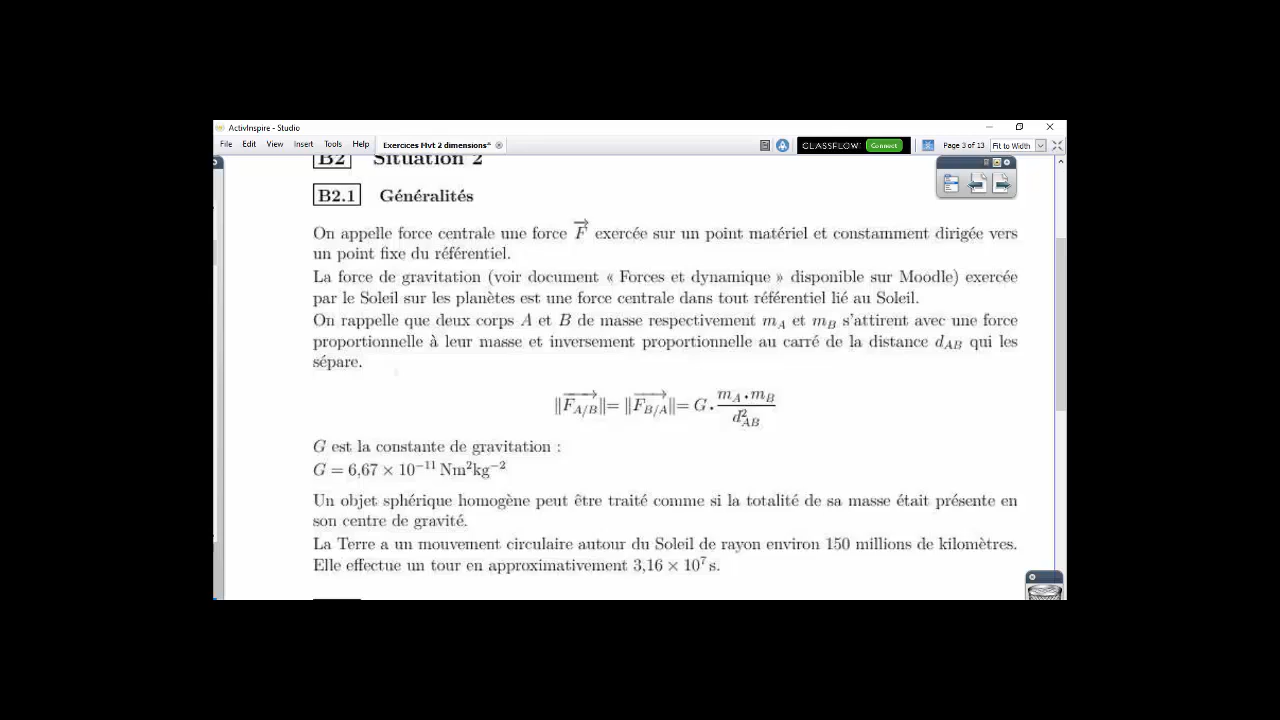 ActivInspire - Studio
File Edit View Insert Tools Help Exercices Mvt 2 dimensions* CLASSFLOW Connect Page 3 of 13 Fit to Width
B2 Situation 2
B2.1 Généralités
On appelle force centrale une force F exercée sur un point matériel et constamment dirigée vers
un point fixe du référentiel.
La force de gravitation (voir document « Forces et dynamique » disponible sur Moodle) exercée
par le Soleil sur les planètes est une force centrale dans tout référentiel lié au Soleil.
On rappelle que deux corps A et B de masse respectivement m_A et m_B s'attirent avec une force
proportionnelle à leur masse et inversement proportionnelle au carré de la distance d_AB qui les
sépare.
‖F_A/B‖= ‖F_B/A‖= G · m_A · m_B / d²_AB
G est la constante de gravitation :
G = 6,67 × 10⁻¹¹ Nm²kg⁻²
Un objet sphérique homogène peut être traité comme si la totalité de sa masse était présente en
son centre de gravité.
La Terre a un mouvement circulaire autour du Soleil de rayon environ 150 millions de kilomètres.
Elle effectue un tour en approximativement 3,16 × 10⁷ s.